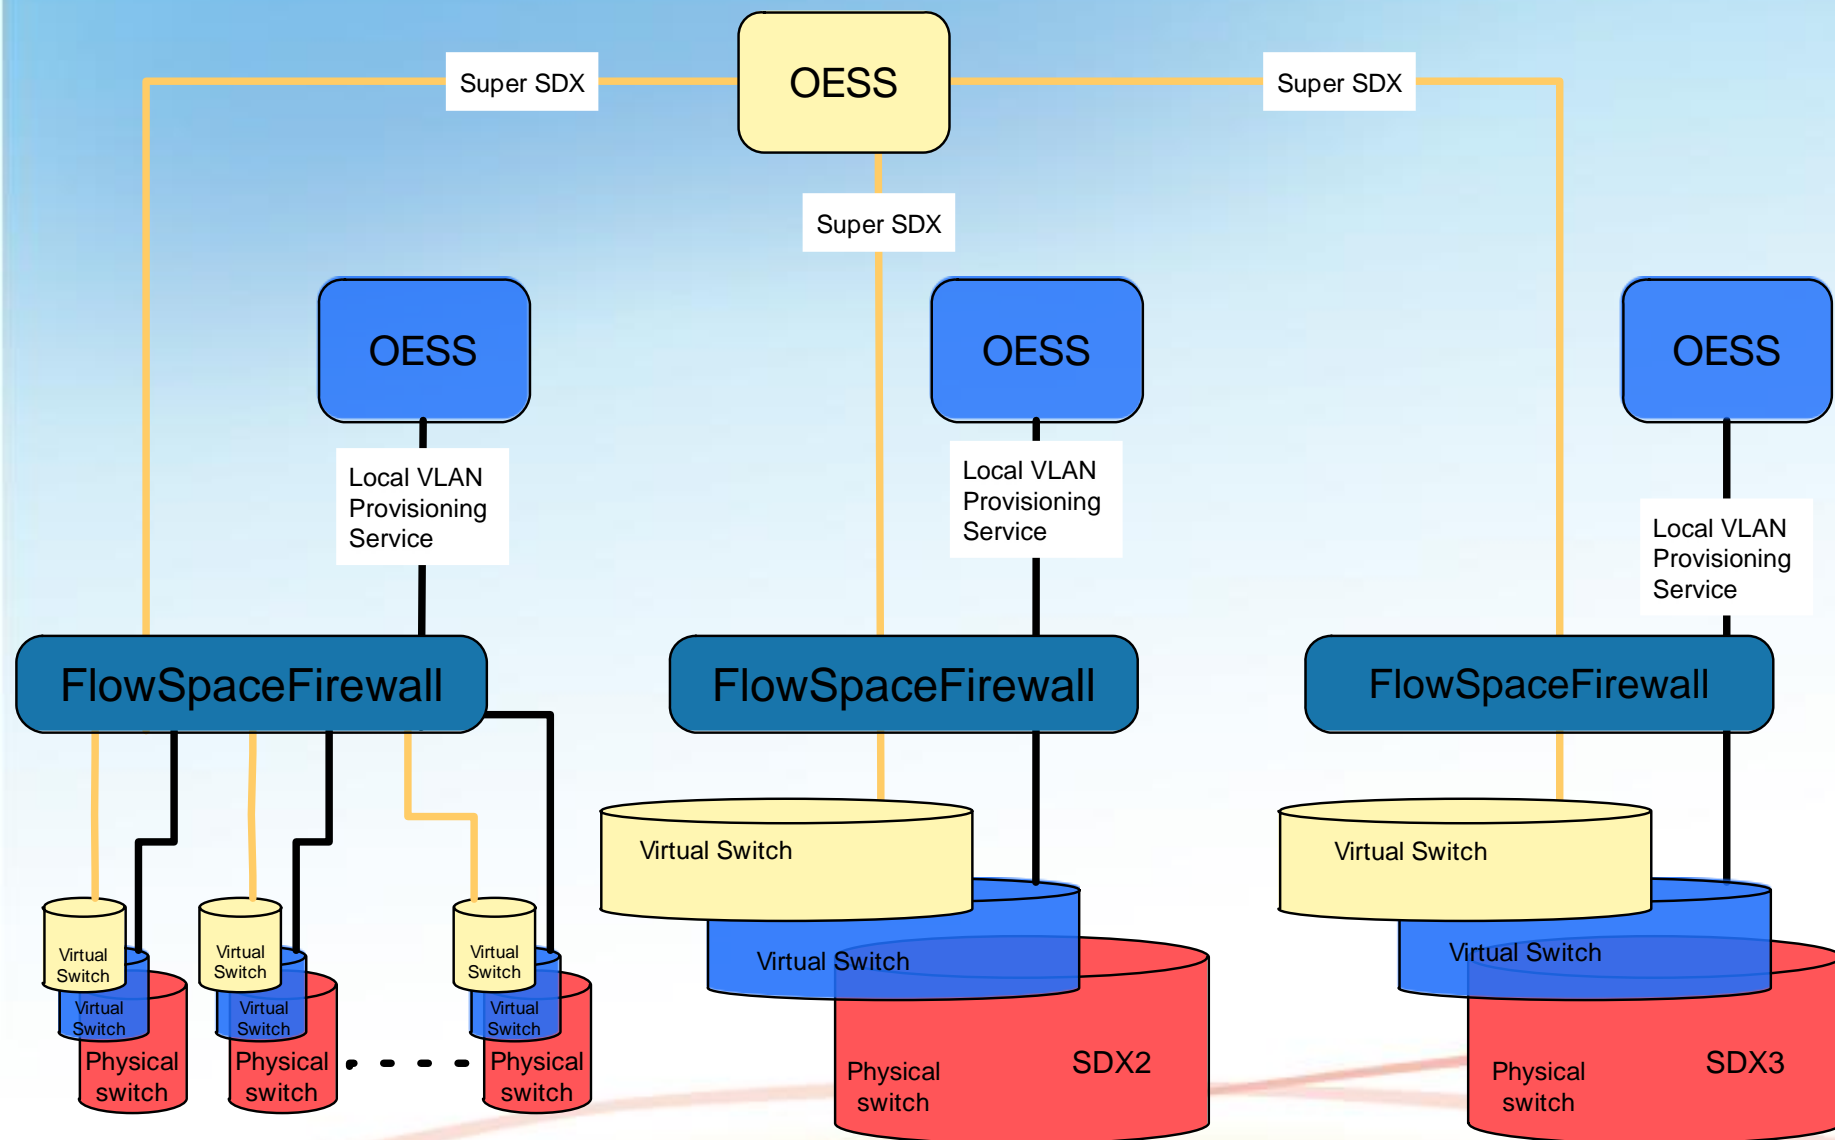 OESS
Super SDX
Super SDX
Super SDX
OESS
OESS
OESS
Local VLAN
Provisioning
Service
Local VLAN
Provisioning
Service
Local VLAN
Provisioning
Service
FlowSpaceFirewall
FlowSpaceFirewall
FlowSpaceFirewall
Virtual
Switch
Virtual
Switch
Physical
switch
Virtual
Switch
Virtual
Switch
Physical
switch
Virtual
Switch
Virtual
Switch
Physical
switch
Virtual Switch
Virtual Switch
Physical
switch
SDX2
Virtual Switch
Virtual Switch
Physical
switch
SDX3